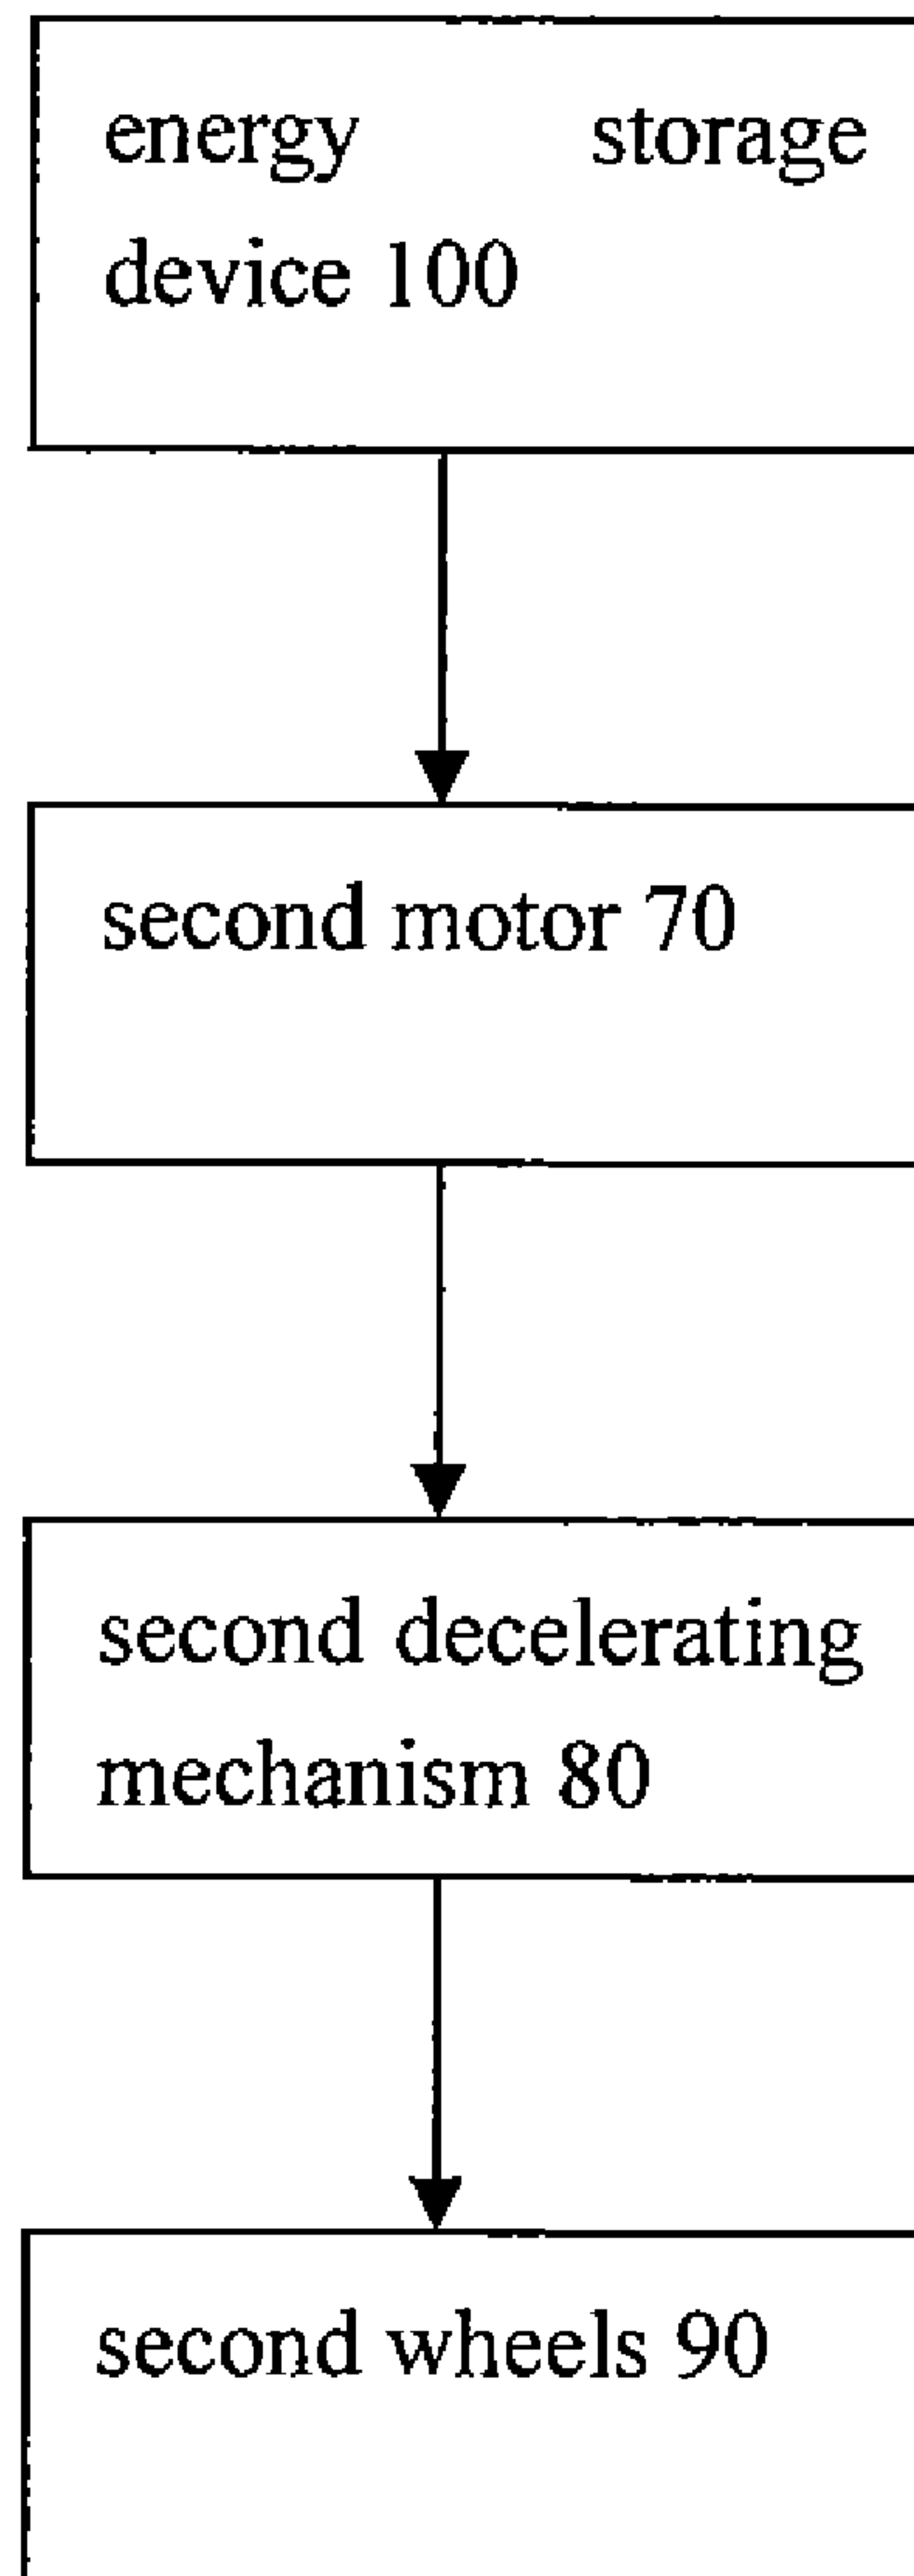 energy storage
device 100
second motor 70
second decelerating
mechanism 80
second wheels 90